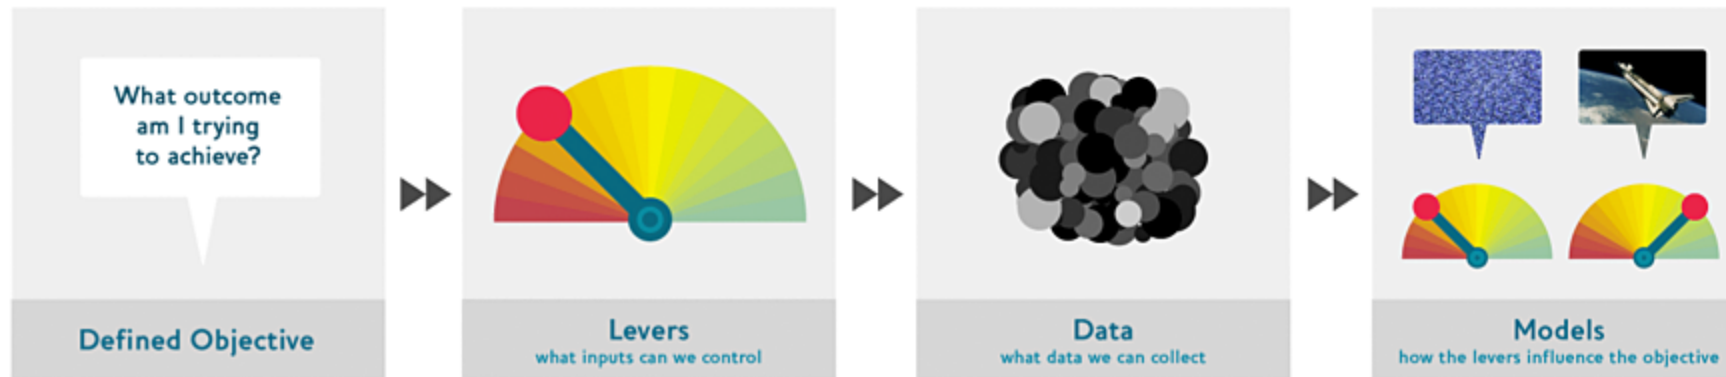 What outcome
am I trying
to achieve?
Defined Objective
Levers
what inputs can we control
Data
what data we can collect
Models
how the levers influence the objective